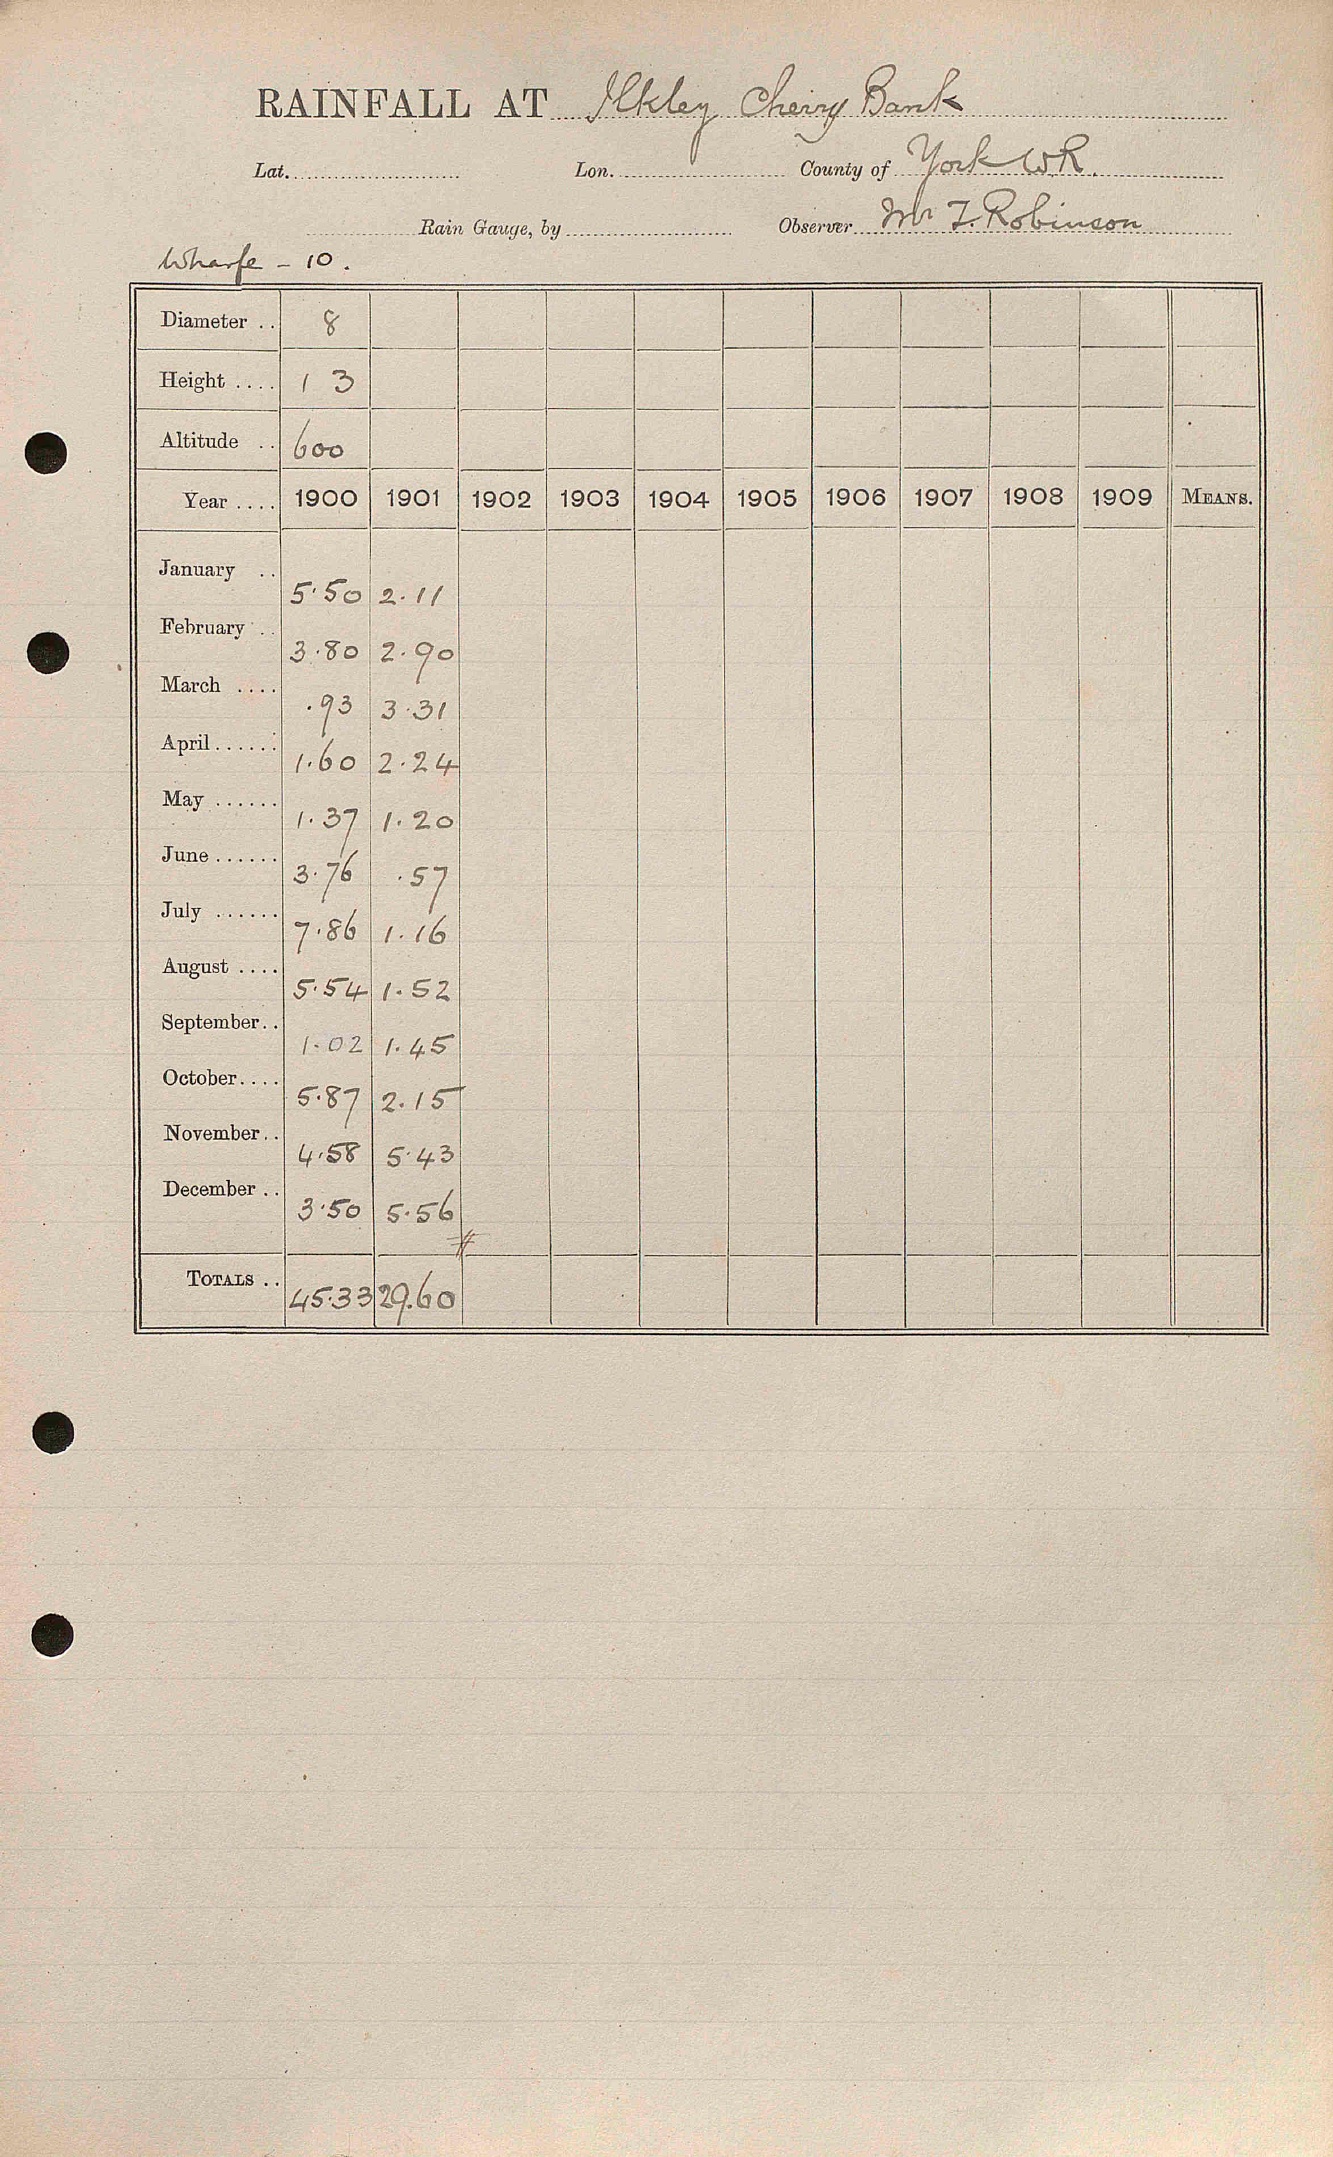 RAINFALL AT Ilkley Cherry Bank
Lat. Lon. County of York WR.
Rain Gauge, by Observer Mr T. Robinson
Wharfe - 10.
Diameter .. 8
Height .... 1 3
Altitude .. 600
Year .... 1900 1901 1902 1903 1904 1905 1906 1907 1908 1909 MEANS.
January .. 5.50 2.11
February .. 3.80 2.90
March .... .93 3.31
April ...... 1.60 2.24
May ...... 1.37 1.20
June ...... 3.76 .57
July ...... 7.86 1.16
August .... 5.54 1.52
September.. 1.02 1.45
October.... 5.87 2.15
November.. 4.58 5.43
December .. 3.50 5.56
TOTALS .. 45.33 29.60